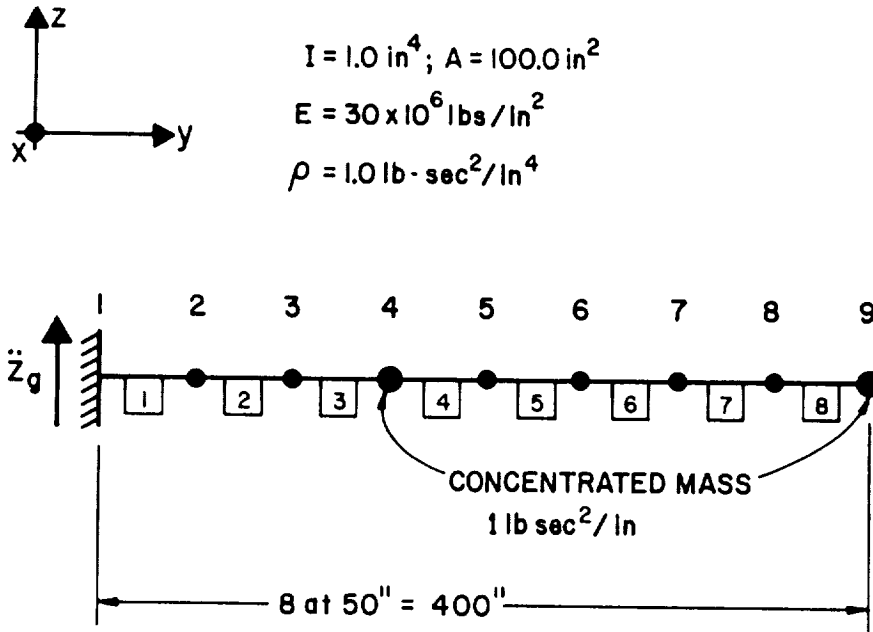 z
y
x
I = 1.0 in⁴; A = 100.0 in²
E = 30 x 10⁶ lbs/in²
ρ = 1.0 lb - sec²/in⁴
1 2 3 4 5 6 7 8 9
z̈g
1 2 3 4 5 6 7 8
CONCENTRATED MASS
1 lb sec²/in
8 at 50" = 400"